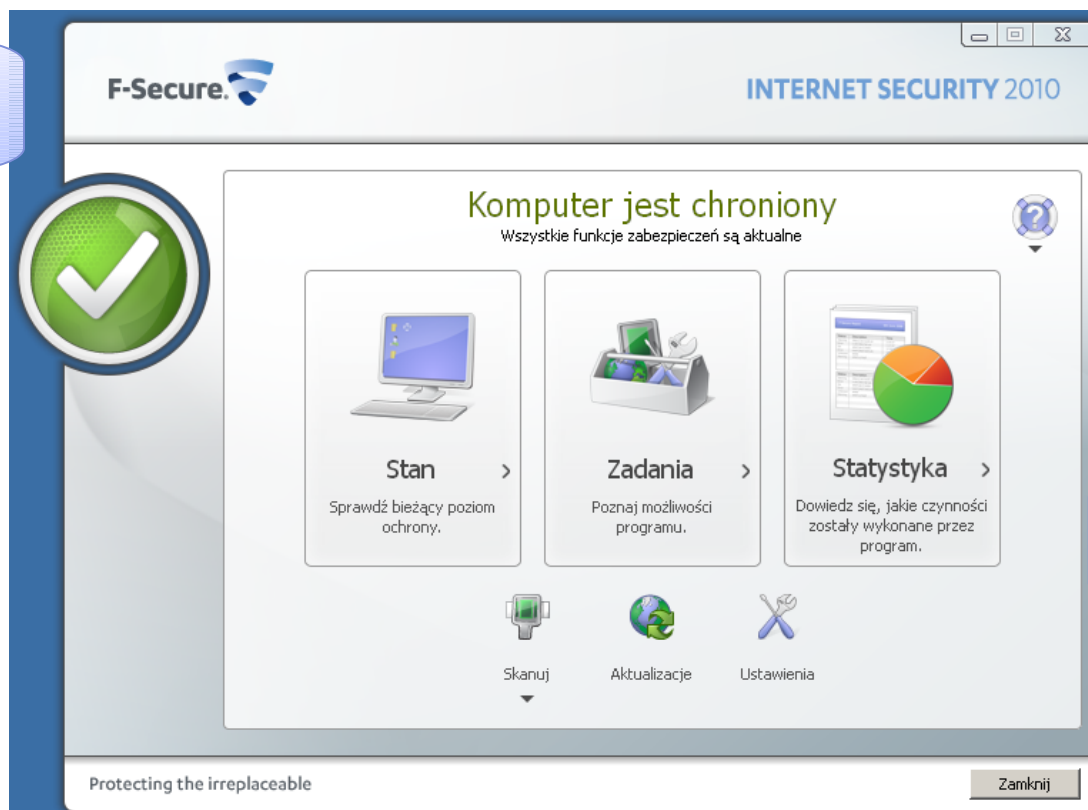 F-Secure.
INTERNET SECURITY 2010
Komputer jest chroniony
Wszystkie funkcje zabezpieczeń są aktualne
?
Stan
Sprawdź bieżący poziom
ochrony.
Zadania
Poznaj możliwości
programu.
Statystyka
Dowiedz się, jakie czynności
zostały wykonane przez
program.
Skanuj
Aktualizacje
Ustawienia
Protecting the irreplaceable
Zamknij